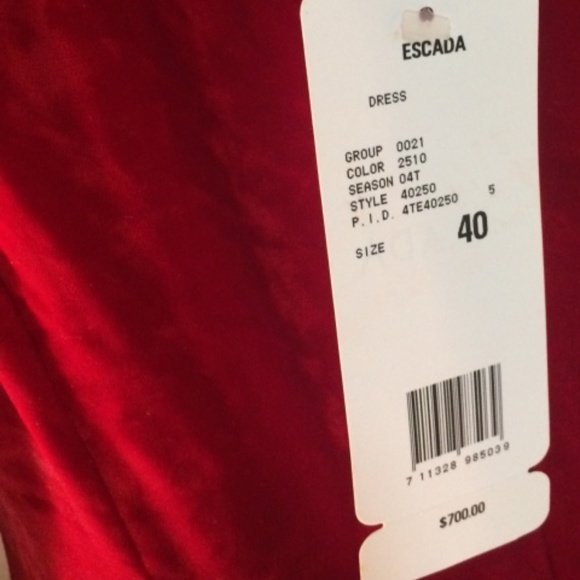 ESCADA
DRESS
GROUP 0021
COLOR 2510
SEASON 04T
STYLE 40250
P.I.D. 4TE40250 5
SIZE 40
7 11328 985039
$700.00